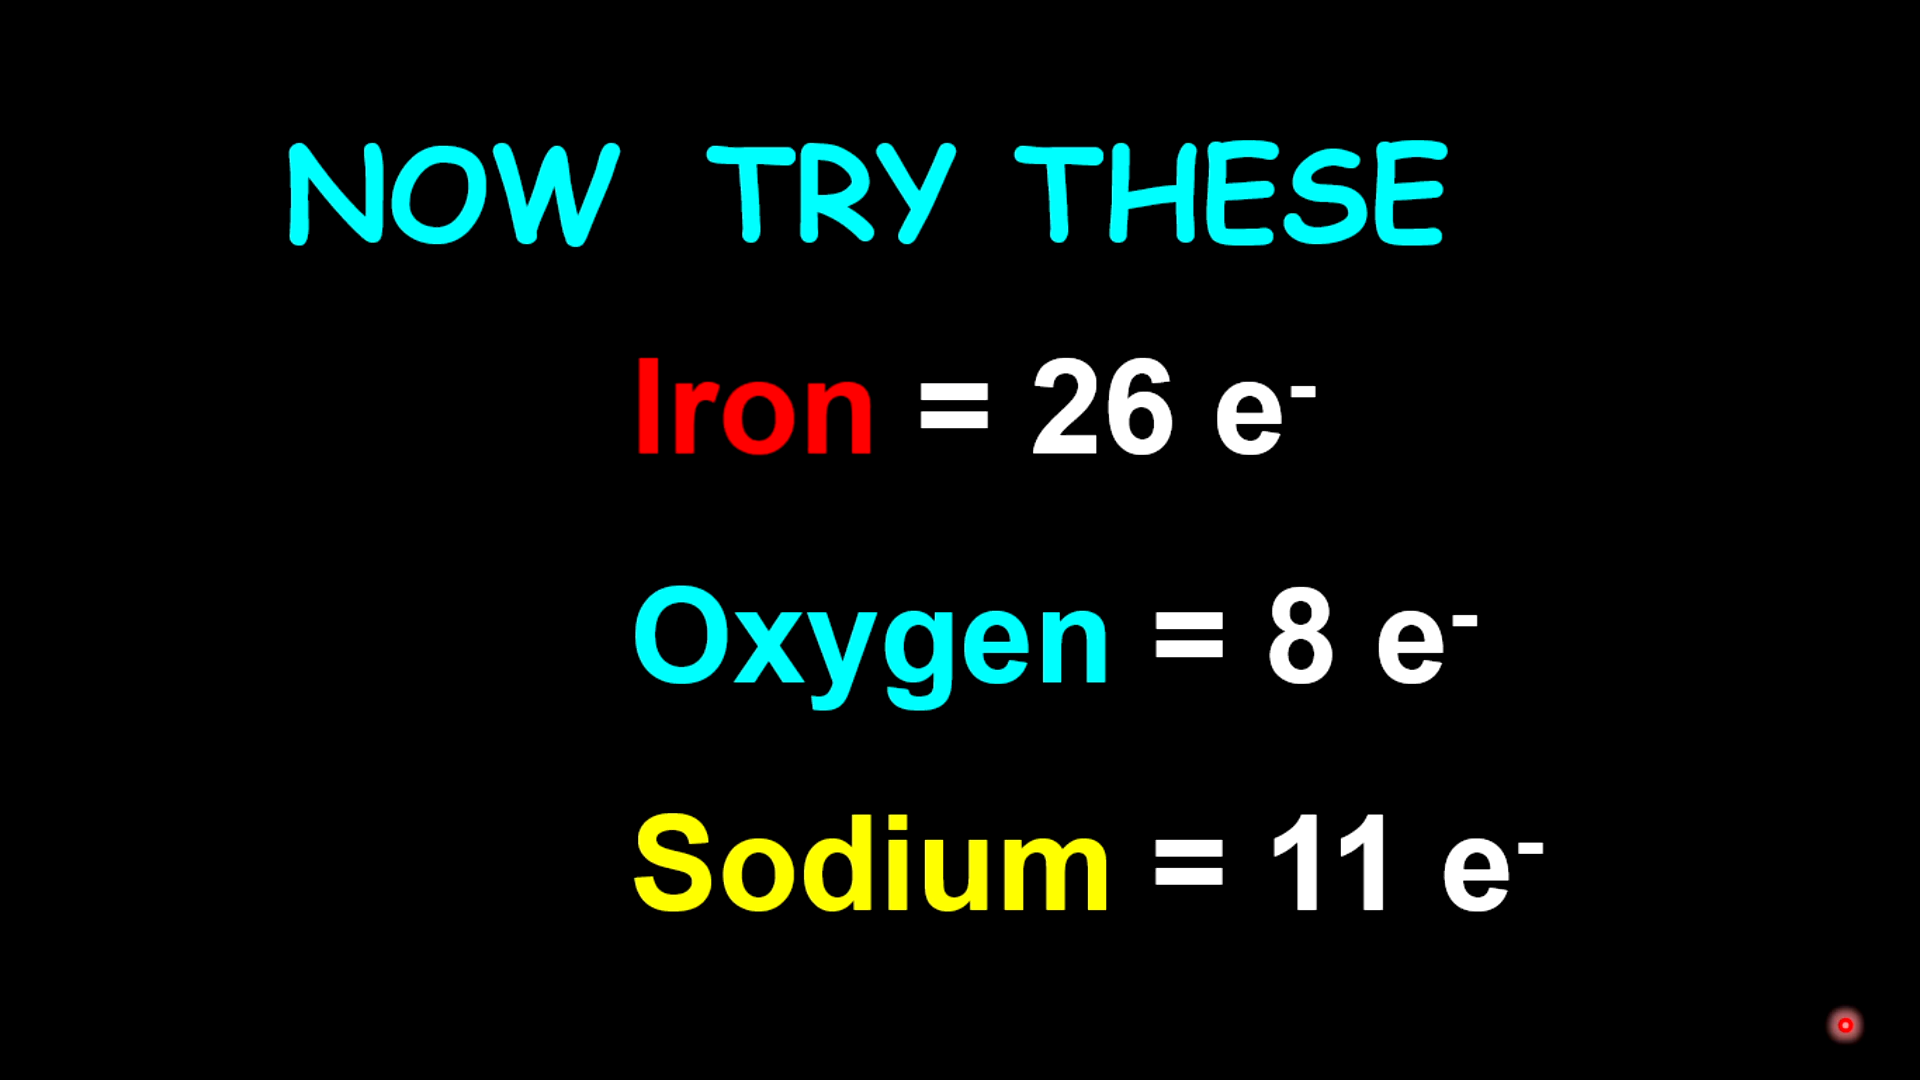 NOW TRY THESE
Iron = 26 e-
Oxygen = 8 e-
Sodium = 11 e-